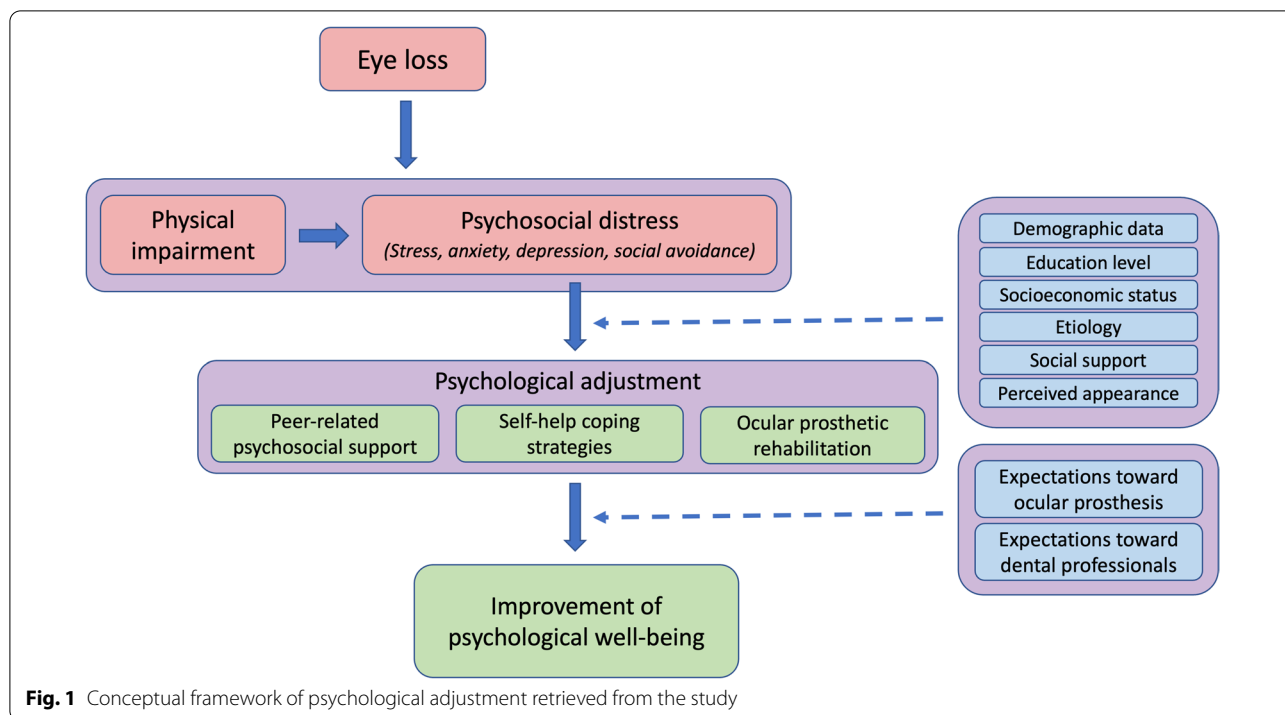 Eye loss
Physical
impairment
Psychosocial distress
(Stress, anxiety, depression, social avoidance)
Demographic data
Education level
Socioeconomic status
Etiology
Social support
Perceived appearance
Psychological adjustment
Peer-related
psychosocial support
Self-help coping
strategies
Ocular prosthetic
rehabilitation
Expectations toward
ocular prosthesis
Expectations toward
dental professionals
Improvement of
psychological well-being
Fig. 1 Conceptual framework of psychological adjustment retrieved from the study